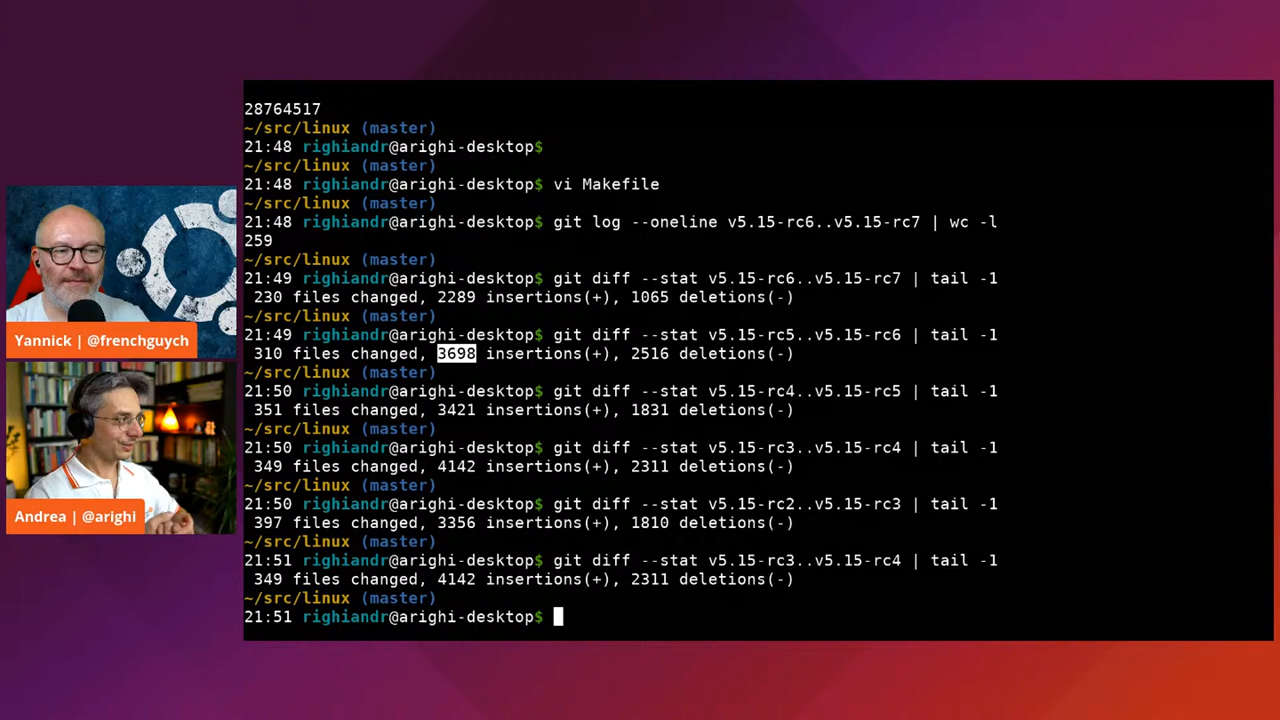 28764517
~/src/linux (master)
21:48 righiandr@arighi-desktop$
~/src/linux (master)
21:48 righiandr@arighi-desktop$ vi Makefile
~/src/linux (master)
21:48 righiandr@arighi-desktop$ git log --oneline v5.15-rc6..v5.15-rc7 | wc -l
259
~/src/linux (master)
21:49 righiandr@arighi-desktop$ git diff --stat v5.15-rc6..v5.15-rc7 | tail -1
230 files changed, 2289 insertions(+), 1065 deletions(-)
~/src/linux (master)
21:49 righiandr@arighi-desktop$ git diff --stat v5.15-rc5..v5.15-rc6 | tail -1
310 files changed, 3698 insertions(+), 2516 deletions(-)
~/src/linux (master)
21:50 righiandr@arighi-desktop$ git diff --stat v5.15-rc4..v5.15-rc5 | tail -1
351 files changed, 3421 insertions(+), 1831 deletions(-)
~/src/linux (master)
21:50 righiandr@arighi-desktop$ git diff --stat v5.15-rc3..v5.15-rc4 | tail -1
349 files changed, 4142 insertions(+), 2311 deletions(-)
~/src/linux (master)
21:50 righiandr@arighi-desktop$ git diff --stat v5.15-rc2..v5.15-rc3 | tail -1
397 files changed, 3356 insertions(+), 1810 deletions(-)
~/src/linux (master)
21:51 righiandr@arighi-desktop$ git diff --stat v5.15-rc3..v5.15-rc4 | tail -1
349 files changed, 4142 insertions(+), 2311 deletions(-)
~/src/linux (master)
21:51 righiandr@arighi-desktop$
Yannick | @frenchguych
Andrea | @arighi